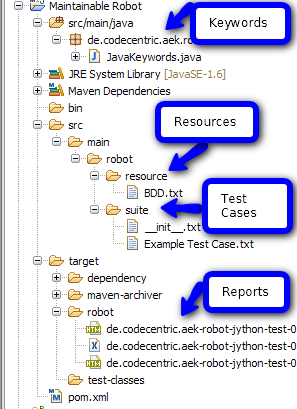 Maintainable Robot
src/main/java
Keywords
de.codecentric.aek.ro
JavaKeywords.java
JRE System Library [JavaSE-1.6]
Maven Dependencies
bin
src
Resources
main
robot
resource
BDD.txt
Test
Cases
suite
__init__.txt
Example Test Case.txt
target
dependency
maven-archiver
Reports
robot
de.codecentric.aek-robot-jython-test-0
de.codecentric.aek-robot-jython-test-0
de.codecentric.aek-robot-jython-test-0
test-classes
pom.xml